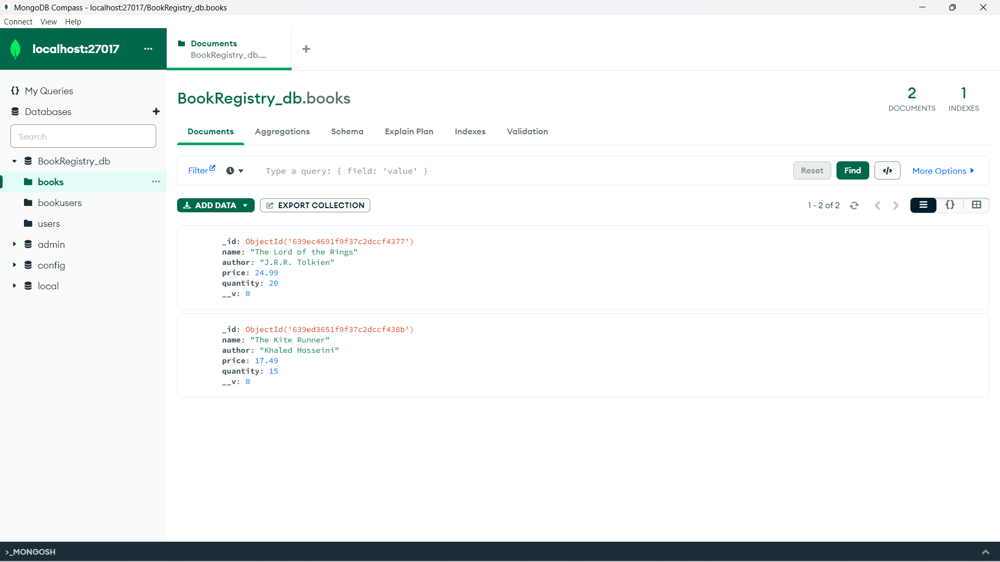 MongoDB Compass - localhost:27017/BookRegistry_db.books
Connect View Help
localhost:27017 ...
Documents
BookRegistry_db....
{} My Queries
Databases
Search
BookRegistry_db
books
bookusers
users
admin
config
local
BookRegistry_db.books
2
DOCUMENTS
1
INDEXES
Documents Aggregations Schema Explain Plan Indexes Validation
Filter Type a query: { field: 'value' } Reset Find </> More Options
ADD DATA EXPORT COLLECTION 1 - 2 of 2 {}
_id: ObjectId('639ec4691f9f37c2dccf4377')
name: "The Lord of the Rings"
author: "J.R.R. Tolkien"
price: 24.99
quantity: 20
__v: 0
_id: ObjectId('639ed3651f9f37c2dccf438b')
name: "The Kite Runner"
author: "Khaled Hosseini"
price: 17.49
quantity: 15
__v: 0
>_MONGOSH